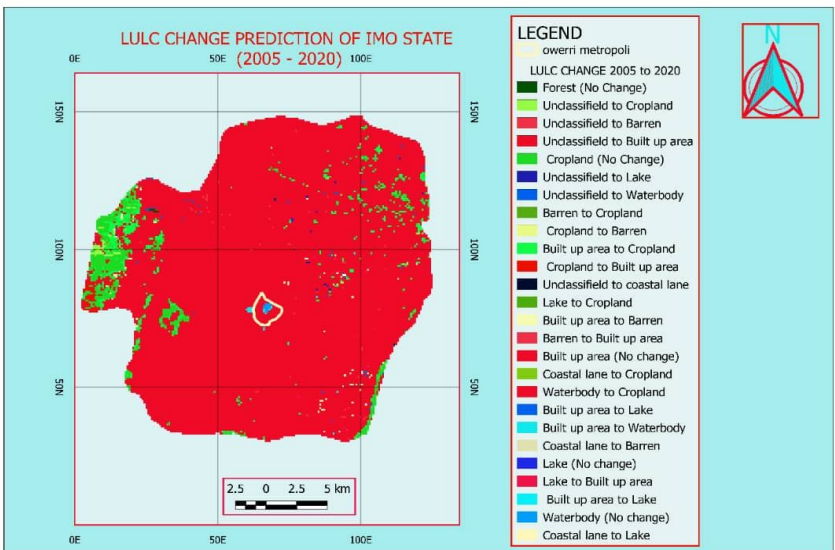 LULC CHANGE PREDICTION OF IMO STATE
(2005 - 2020)
0E 50E 100E
150N 150N
100N 100N
50N 50N
2.5 0 2.5 5 km
0E 50E 100E
LEGEND
owerri metropoli
LULC CHANGE 2005 to 2020
Forest (No Change)
Unclassifield to Cropland
Unclassifield to Barren
Unclassifield to Built up area
Cropland (No Change)
Unclassifield to Lake
Unclassifield to Waterbody
Barren to Cropland
Cropland to Barren
Built up area to Cropland
Cropland to Built up area
Unclassifield to coastal lane
Lake to Cropland
Built up area to Barren
Barren to Built up area
Built up area (No change)
Coastal lane to Cropland
Waterbody to Cropland
Built up area to Lake
Built up area to Waterbody
Coastal lane to Barren
Lake (No change)
Lake to Built up area
Built up area to Lake
Waterbody (No change)
Coastal lane to Lake
N